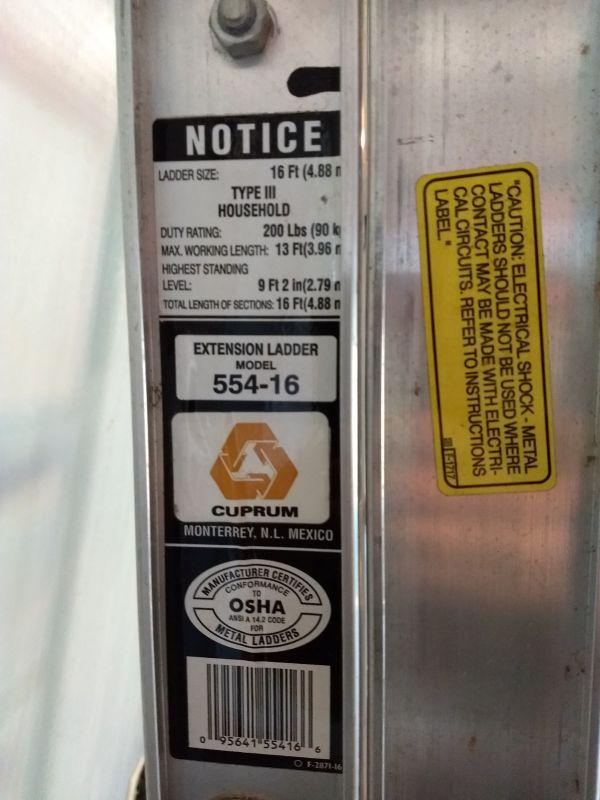 NOTICE
LADDER SIZE: 16 Ft (4.88 m
TYPE III
HOUSEHOLD
DUTY RATING: 200 Lbs (90 k
MAX. WORKING LENGTH: 13 Ft(3.96 m
HIGHEST STANDING
LEVEL: 9 Ft 2 in(2.79 m
TOTAL LENGTH OF SECTIONS: 16 Ft(4.88 m
EXTENSION LADDER
MODEL
554-16
CUPRUM
MONTERREY, N.L. MEXICO
MANUFACTURER CERTIFIES
CONFORMANCE
TO
OSHA
ANSI A 14.2 CODE
FOR
METAL LADDERS
0 95641 55416 6
F-2871-16
"CAUTION: ELECTRICAL SHOCK - METAL
LADDERS SHOULD NOT BE USED WHERE
CONTACT MAY BE MADE WITH ELECTRI-
CAL CIRCUITS. REFER TO INSTRUCTIONS
LABEL."